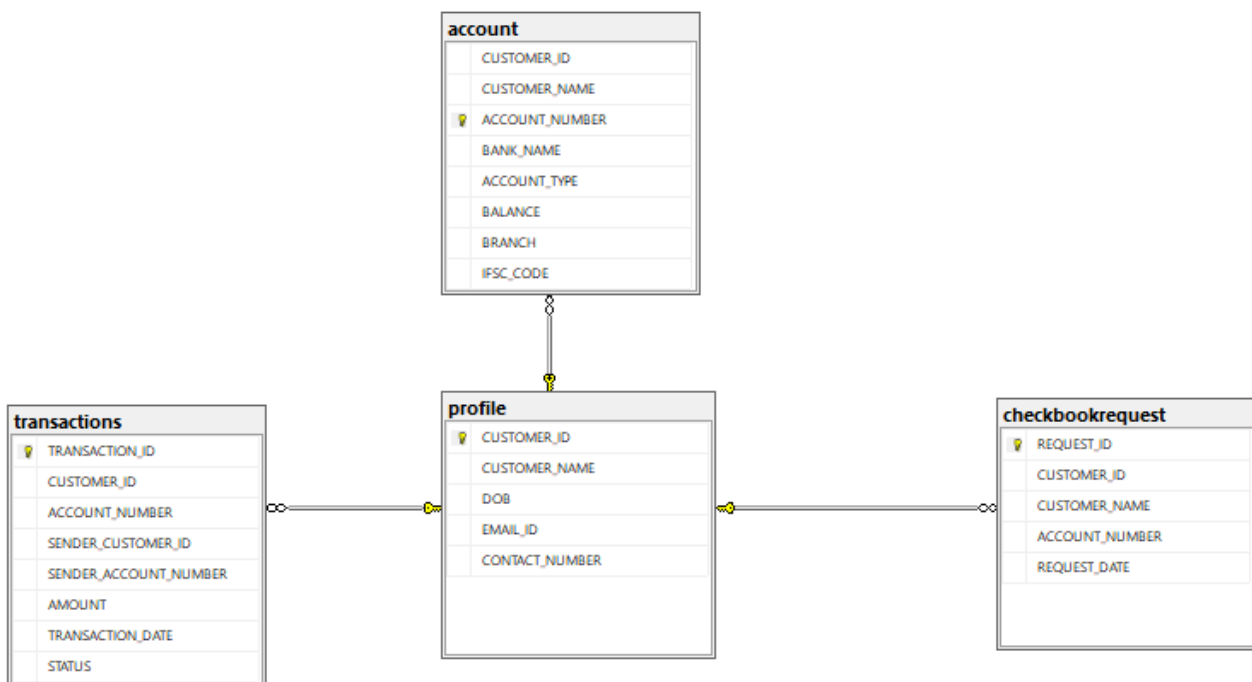 account
CUSTOMER_ID
CUSTOMER_NAME
ACCOUNT_NUMBER
BANK_NAME
ACCOUNT_TYPE
BALANCE
BRANCH
IFSC_CODE
transactions
TRANSACTION_ID
CUSTOMER_ID
ACCOUNT_NUMBER
SENDER_CUSTOMER_ID
SENDER_ACCOUNT_NUMBER
AMOUNT
TRANSACTION_DATE
STATUS
profile
CUSTOMER_ID
CUSTOMER_NAME
DOB
EMAIL_ID
CONTACT_NUMBER
checkbookrequest
REQUEST_ID
CUSTOMER_ID
CUSTOMER_NAME
ACCOUNT_NUMBER
REQUEST_DATE